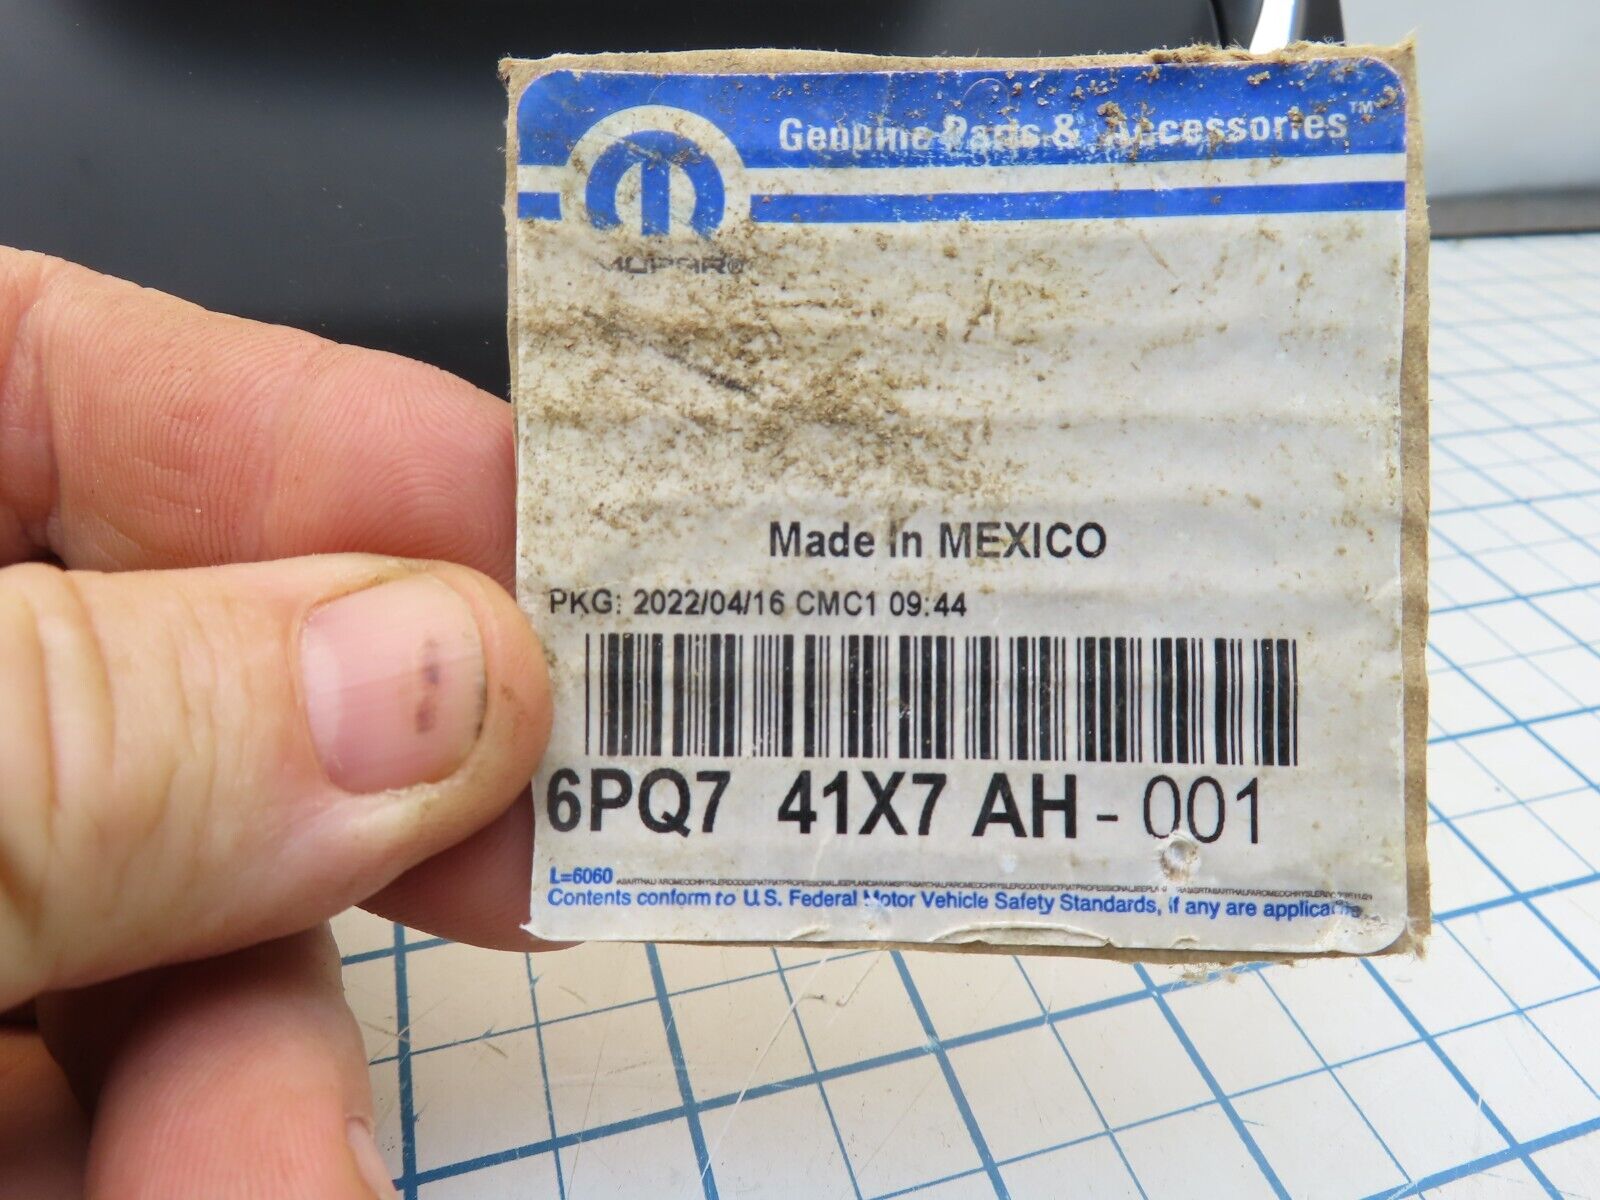 Genuine Parts & Accessories™
MOPAR®
Made In MEXICO
PKG: 2022/04/16 CMC1 09:44
6PQ7 41X7 AH - 001
L=6060
Contents conform to U.S. Federal Motor Vehicle Safety Standards, if any are applicable